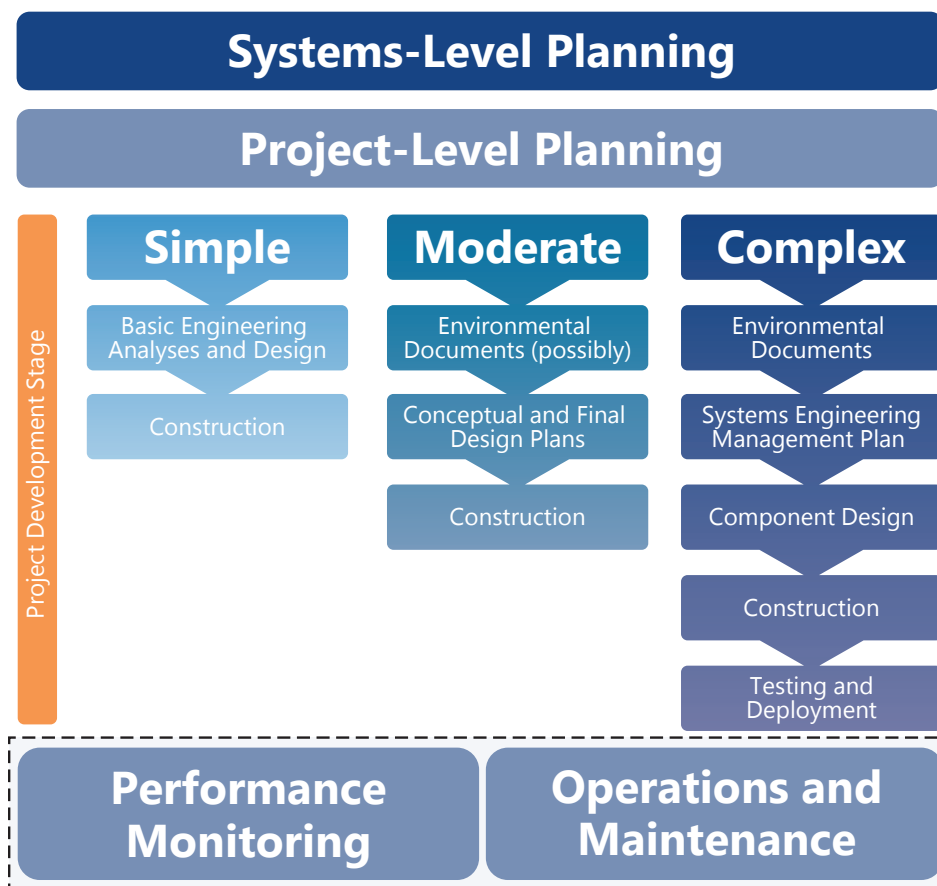 Systems-Level Planning
Project-Level Planning
Project Development Stage
Simple
Basic Engineering
Analyses and Design
Construction
Moderate
Environmental
Documents (possibly)
Conceptual and Final
Design Plans
Construction
Complex
Environmental
Documents
Systems Engineering
Management Plan
Component Design
Construction
Testing and
Deployment
Performance
Monitoring
Operations and
Maintenance